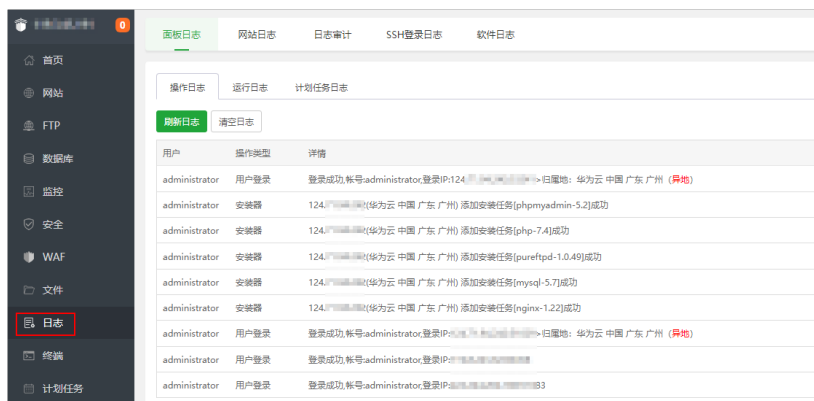 0
首页
网站
FTP
数据库
监控
安全
WAF
文件
日志
终端
计划任务
面板日志 网站日志 日志审计 SSH登录日志 软件日志
操作日志 运行日志 计划任务日志
刷新日志 清空日志
用户 操作类型 详情
administrator 用户登录 登录成功,帐号:administrator,登录IP:124. >归属地：华为云 中国 广东 广州（异地）
administrator 安装器 124. (华为云 中国 广东 广州) 添加安装任务[phpmyadmin-5.2]成功
administrator 安装器 124. (华为云 中国 广东 广州) 添加安装任务[php-7.4]成功
administrator 安装器 124. (华为云 中国 广东 广州) 添加安装任务[pureftpd-1.0.49]成功
administrator 安装器 124. (华为云 中国 广东 广州) 添加安装任务[mysql-5.7]成功
administrator 安装器 124. (华为云 中国 广东 广州) 添加安装任务[nginx-1.22]成功
administrator 用户登录 登录成功,帐号:administrator,登录IP: >归属地：华为云 中国 广东 广州（异地）
administrator 用户登录 登录成功,帐号:administrator,登录IP:
administrator 用户登录 登录成功,帐号:administrator,登录IP: 33